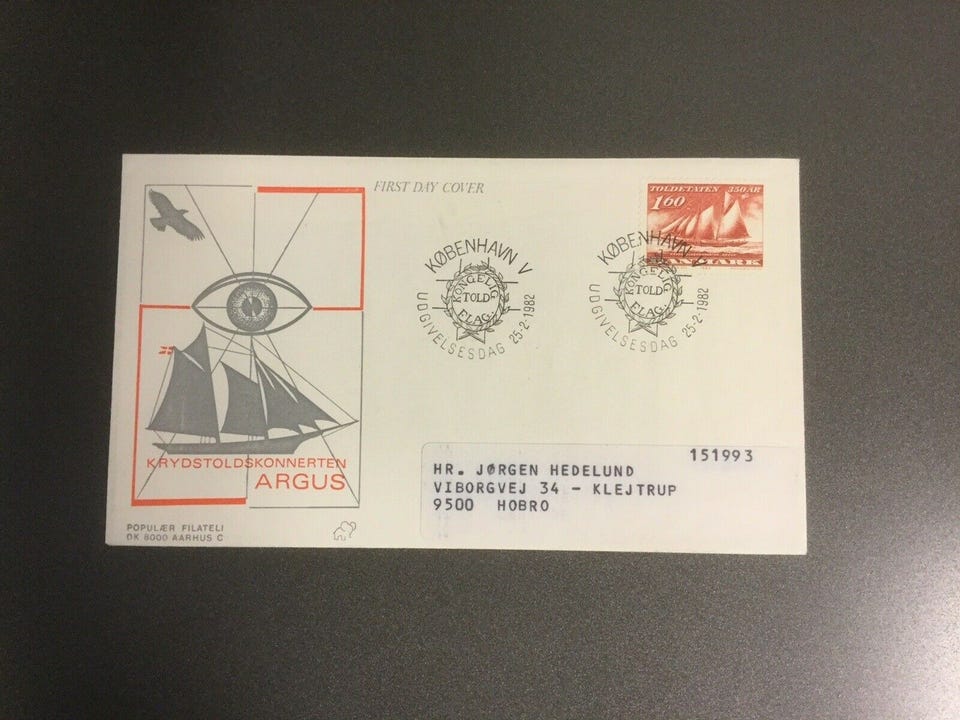 FIRST DAY COVER
TOLDETATEN 350 ÅR
160
DANMARK
KØBENHAVN V
KONGELIG
TOLD
FLAG.
UDGIVELSESDAG 25-2-1982
KØBENHAVN V
KONGELIG
TOLD
FLAG.
UDGIVELSESDAG 25-2-1982
KRYDSTOLDSKONNERTEN
ARGUS
POPULÆR FILATELI
DK 8000 AARHUS C
151993
HR. JØRGEN HEDELUND
VIBORGVEJ 34 - KLEJTRUP
9500 HOBRO